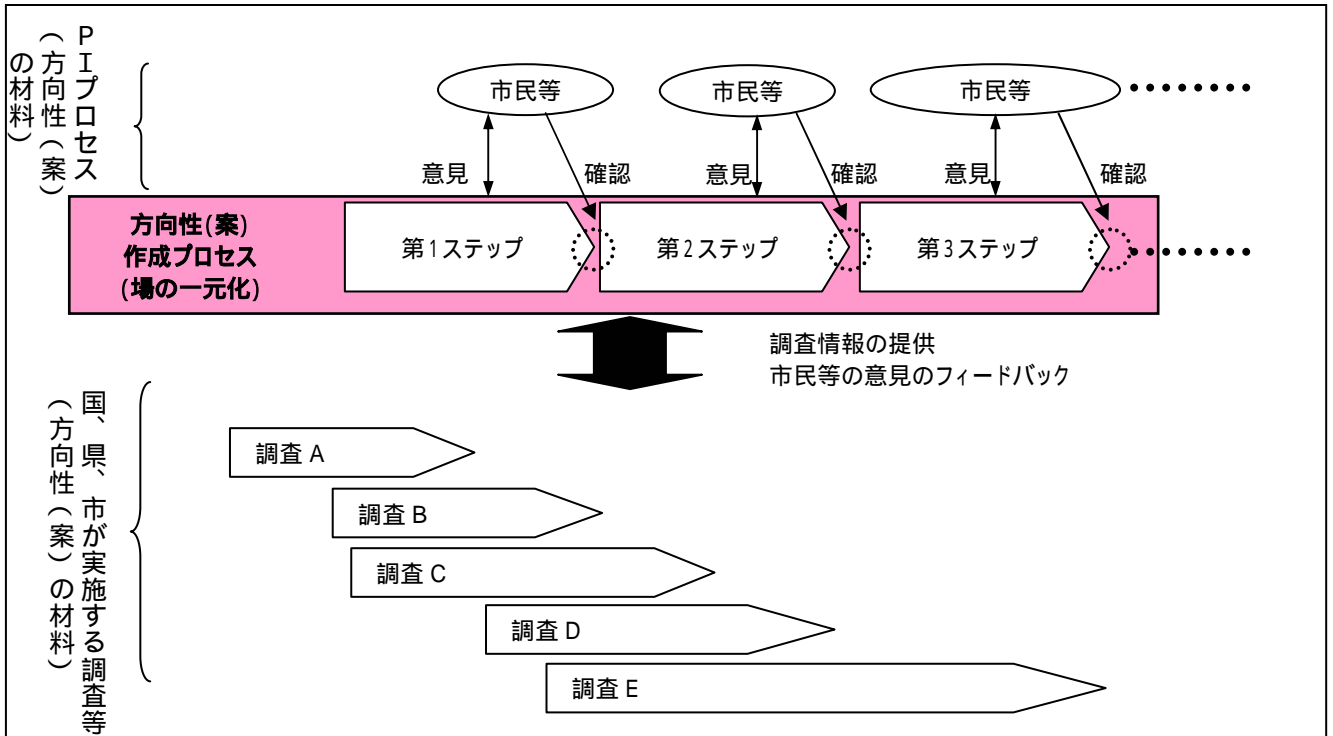 PIプロセス
(方向性(案)
の材料)
市民等
市民等
市民等
意見
確認
意見
確認
意見
確認
方向性(案)
作成プロセス
(場の一元化)
第1ステップ
第2ステップ
第3ステップ
調査情報の提供
市民等の意見のフィードバック
国、県、市が実施する調査等
(方向性(案)の材料)
調査A
調査B
調査C
調査D
調査E